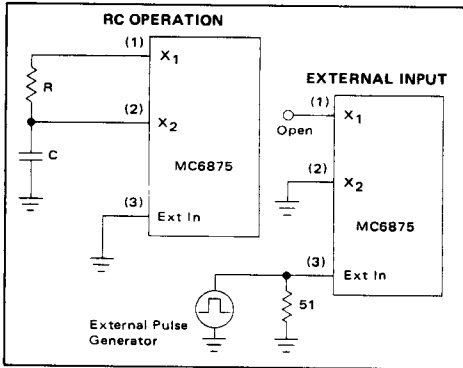 RC OPERATION
(1)
X1
R
(2)
X2
C
MC6875
(3)
Ext In
EXTERNAL INPUT
(1)
X1
Open
(2)
X2
MC6875
(3)
Ext In
51
External Pulse
Generator